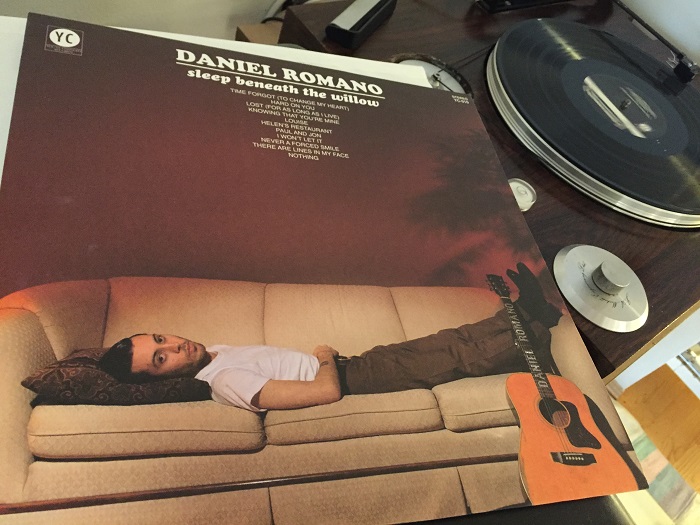 YC
DANIEL ROMANO
sleep beneath the willow
TIME FORGOT (TO CHANGE MY HEART)
HARD ON YOU
LOST (FOR AS LONG AS I LIVE)
KNOWING THAT YOU'RE MINE
LOUISE
HELEN'S RESTAURANT
PAUL AND JON
I WON'T LET IT
NEVER A FORCED SMILE
THERE ARE LINES IN MY FACE
NOTHING
STEREO
DANIEL ROMANO